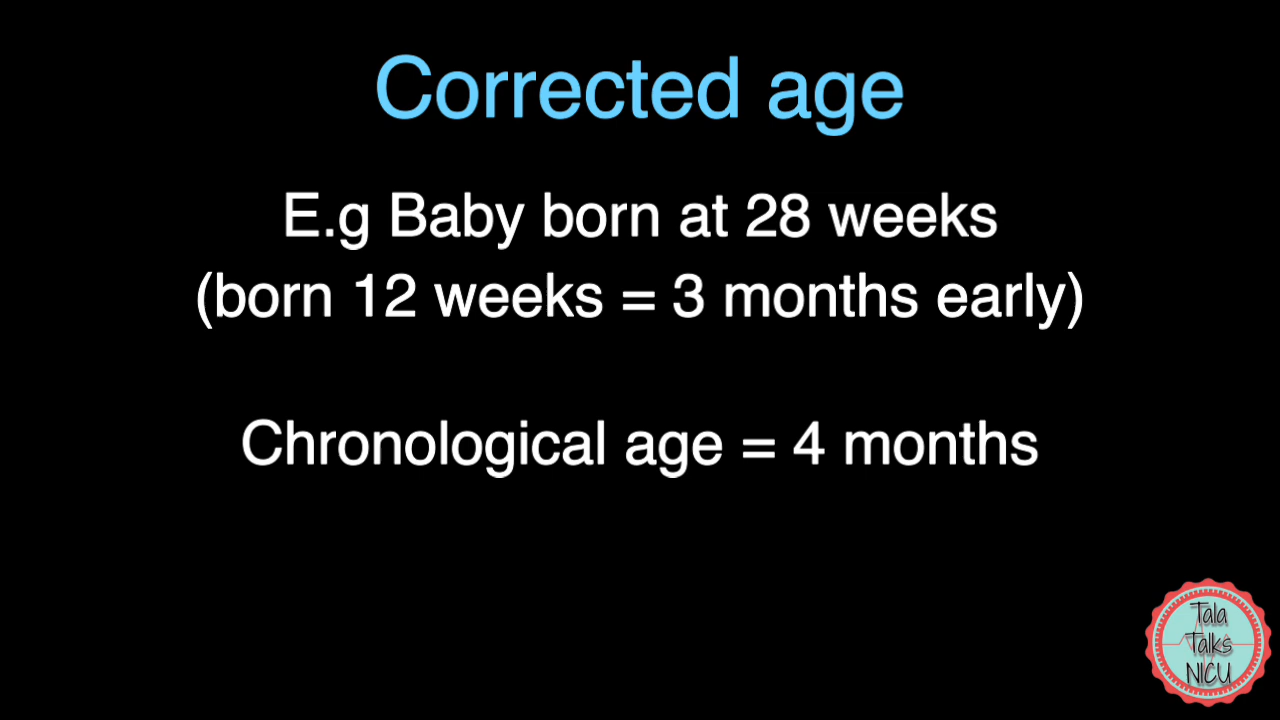 Corrected age
E.g Baby born at 28 weeks
(born 12 weeks = 3 months early)
Chronological age = 4 months
Tala
Talks
NICU